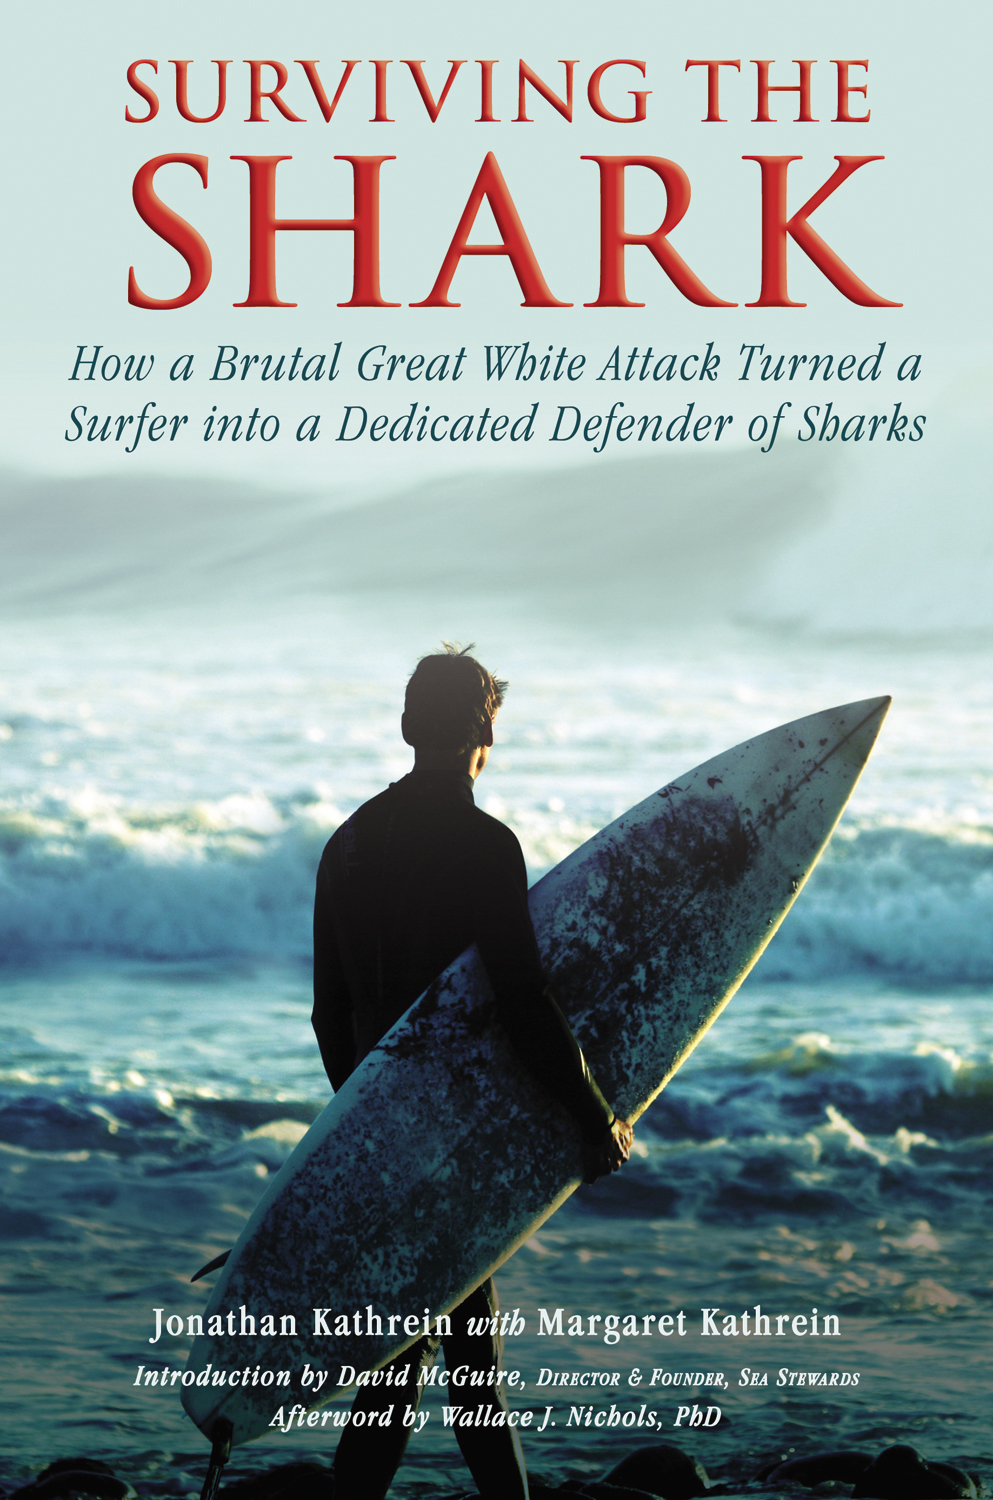 SURVIVING THE
SHARK
How a Brutal Great White Attack Turned a
Surfer into a Dedicated Defender of Sharks
Jonathan Kathrein with Margaret Kathrein
Introduction by David McGuire, Director & Founder, Sea Stewards
Afterword by Wallace J. Nichols, PhD